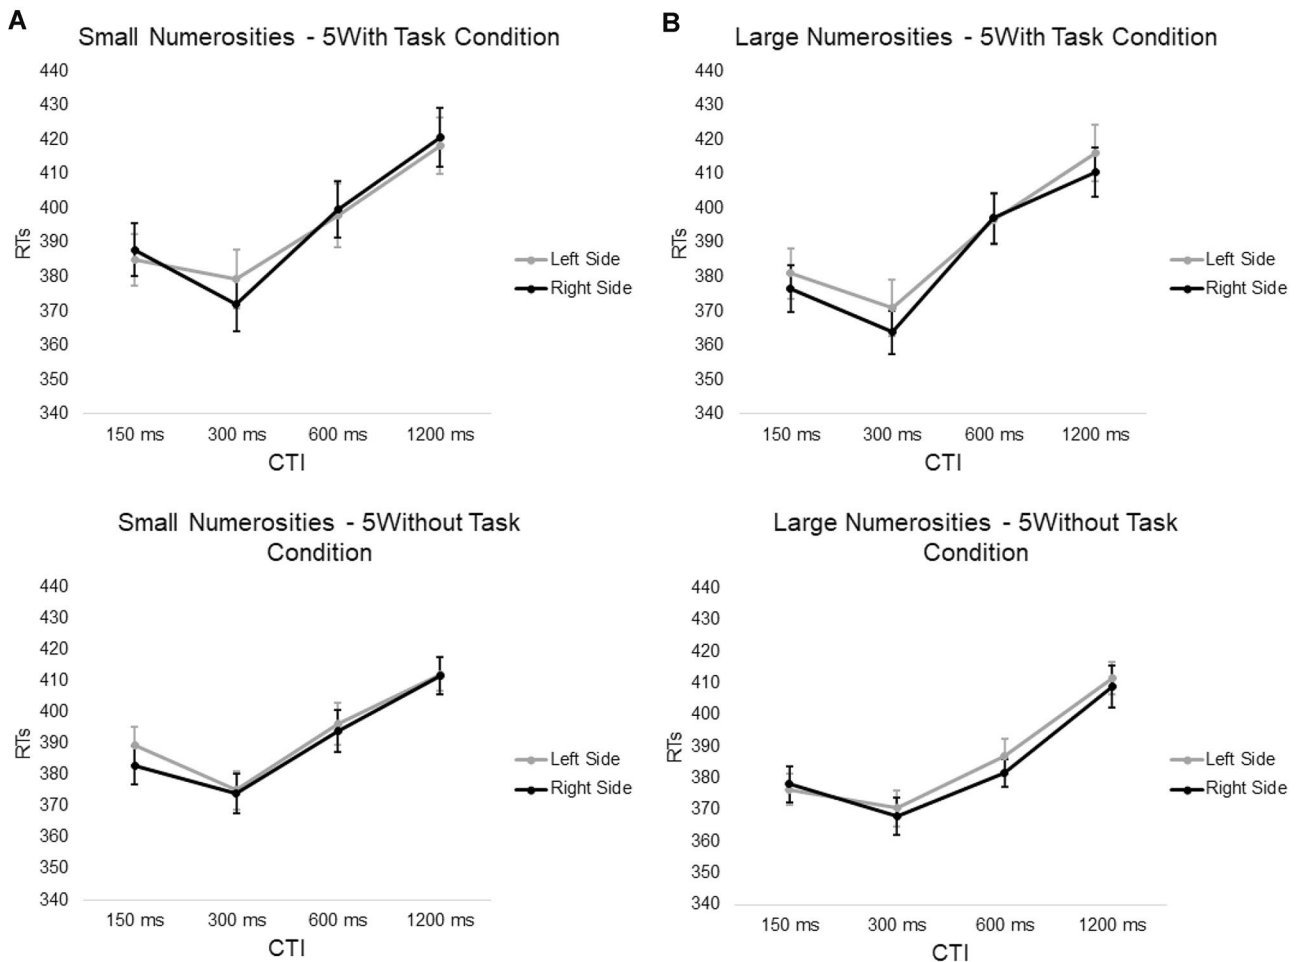 A
Small Numerosities - 5With Task Condition
440
430
420
410
400
390
380
370
360
350
340
RTs
150 ms 300 ms 600 ms 1200 ms
CTI
Left Side
Right Side
B
Large Numerosities - 5With Task Condition
440
430
420
410
400
390
380
370
360
350
340
RTs
150 ms 300 ms 600 ms 1200 ms
CTI
Left Side
Right Side
Small Numerosities - 5Without Task
Condition
440
430
420
410
400
390
380
370
360
350
340
RTs
150 ms 300 ms 600 ms 1200 ms
CTI
Left Side
Right Side
Large Numerosities - 5Without Task
Condition
440
430
420
410
400
390
380
370
360
350
340
RTs
150 ms 300 ms 600 ms 1200 ms
CTI
Left Side
Right Side